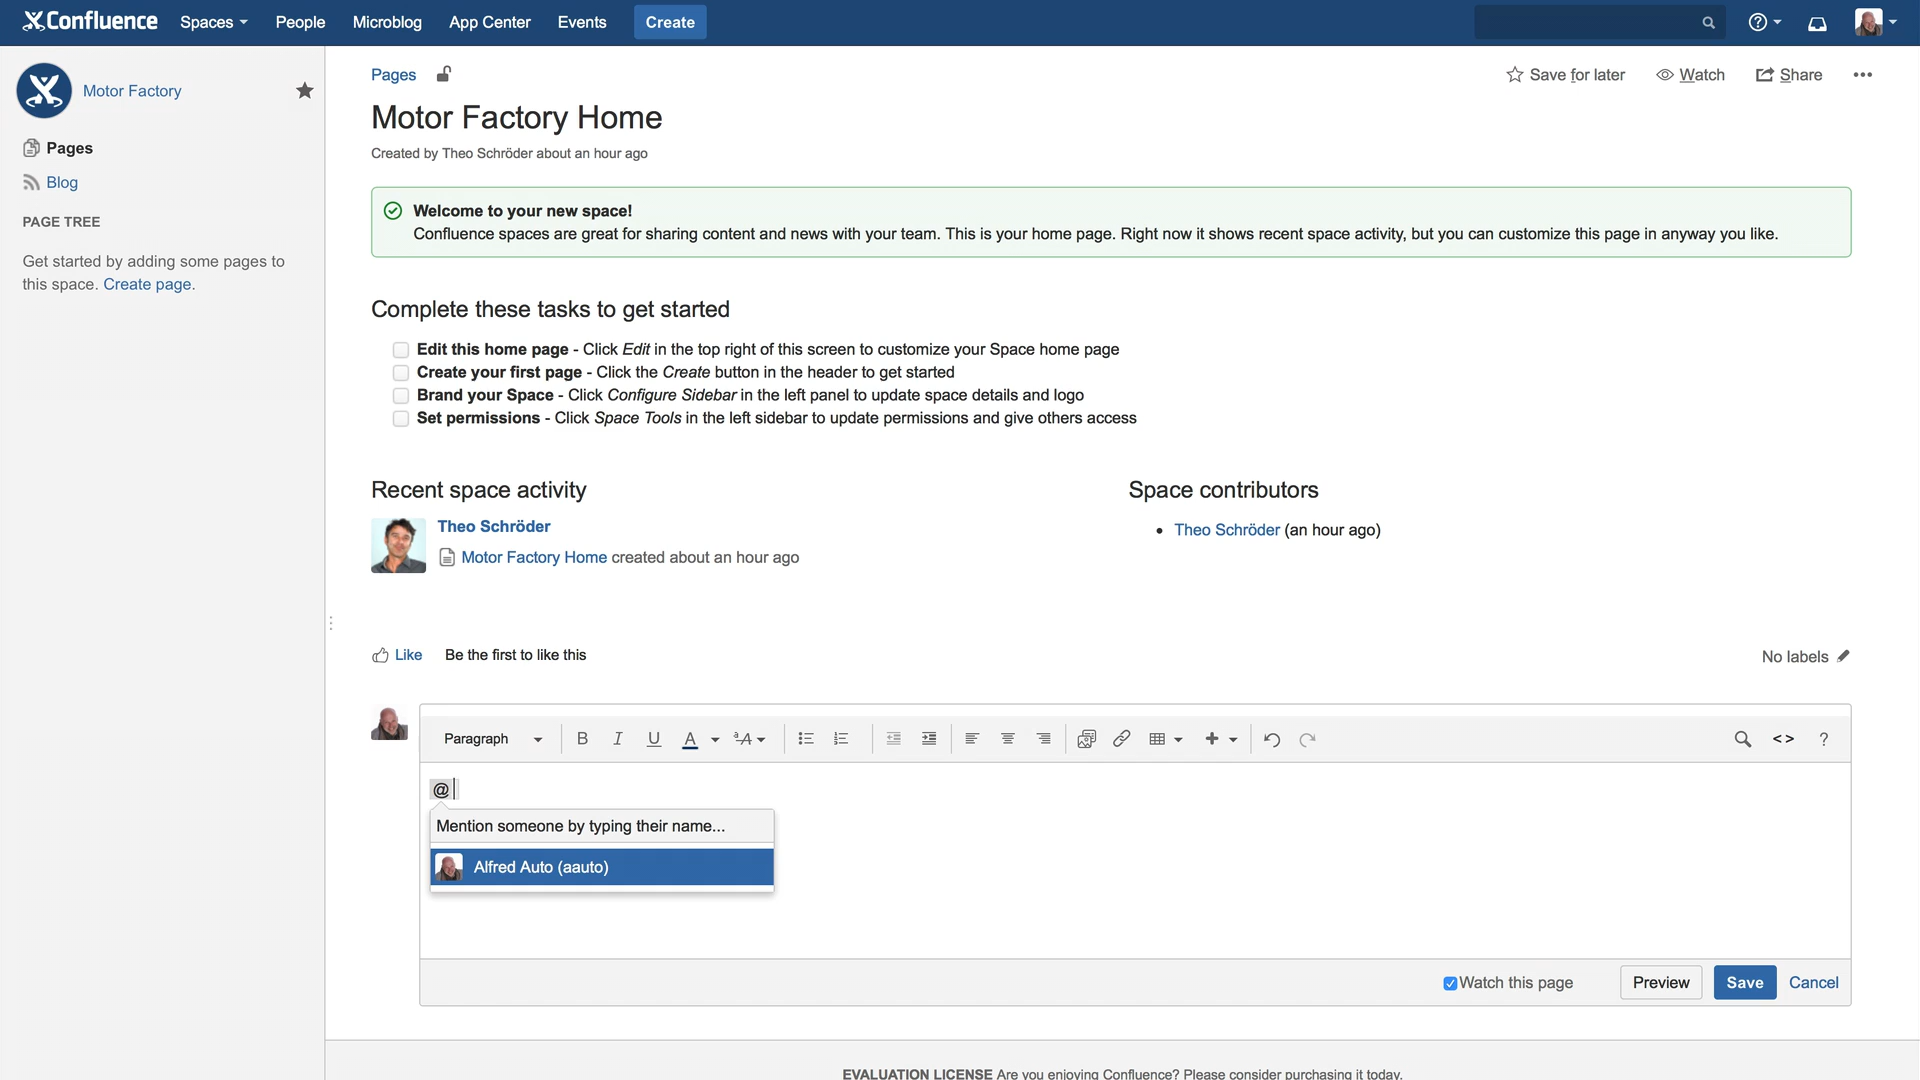 Confluence Spaces People Microblog App Center Events Create
Motor Factory
Pages
Blog
PAGE TREE
Get started by adding some pages to
this space. Create page.
Pages
Save for later Watch Share
Motor Factory Home
Created by Theo Schröder about an hour ago
Welcome to your new space!
Confluence spaces are great for sharing content and news with your team. This is your home page. Right now it shows recent space activity, but you can customize this page in anyway you like.
Complete these tasks to get started
Edit this home page - Click Edit in the top right of this screen to customize your Space home page
Create your first page - Click the Create button in the header to get started
Brand your Space - Click Configure Sidebar in the left panel to update space details and logo
Set permissions - Click Space Tools in the left sidebar to update permissions and give others access
Recent space activity
Theo Schröder
Motor Factory Home created about an hour ago
Space contributors
• Theo Schröder (an hour ago)
Like Be the first to like this
No labels
Paragraph B I U A ªA <> ?
@
Mention someone by typing their name...
Alfred Auto (aauto)
Watch this page Preview Save Cancel
EVALUATION LICENSE Are you enjoying Confluence? Please consider purchasing it today.